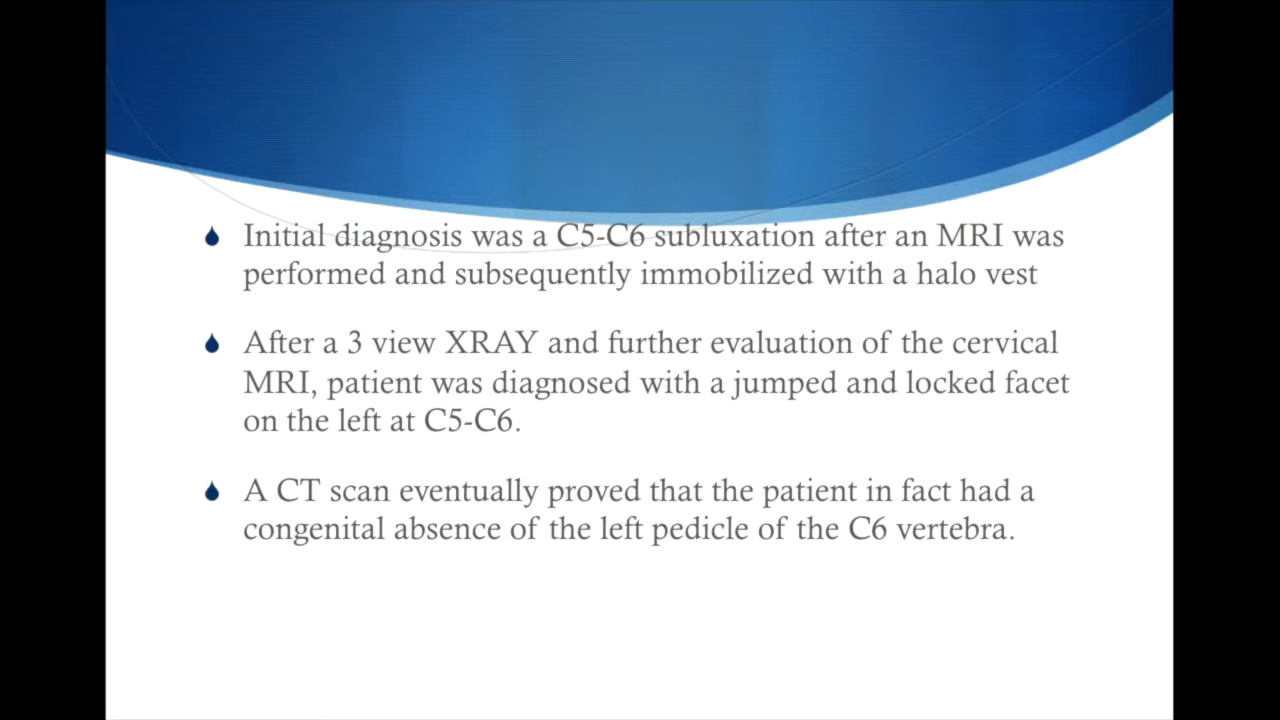 Initial diagnosis was a C5-C6 subluxation after an MRI was
performed and subsequently immobilized with a halo vest
After a 3 view XRAY and further evaluation of the cervical
MRI, patient was diagnosed with a jumped and locked facet
on the left at C5-C6.
A CT scan eventually proved that the patient in fact had a
congenital absence of the left pedicle of the C6 vertebra.